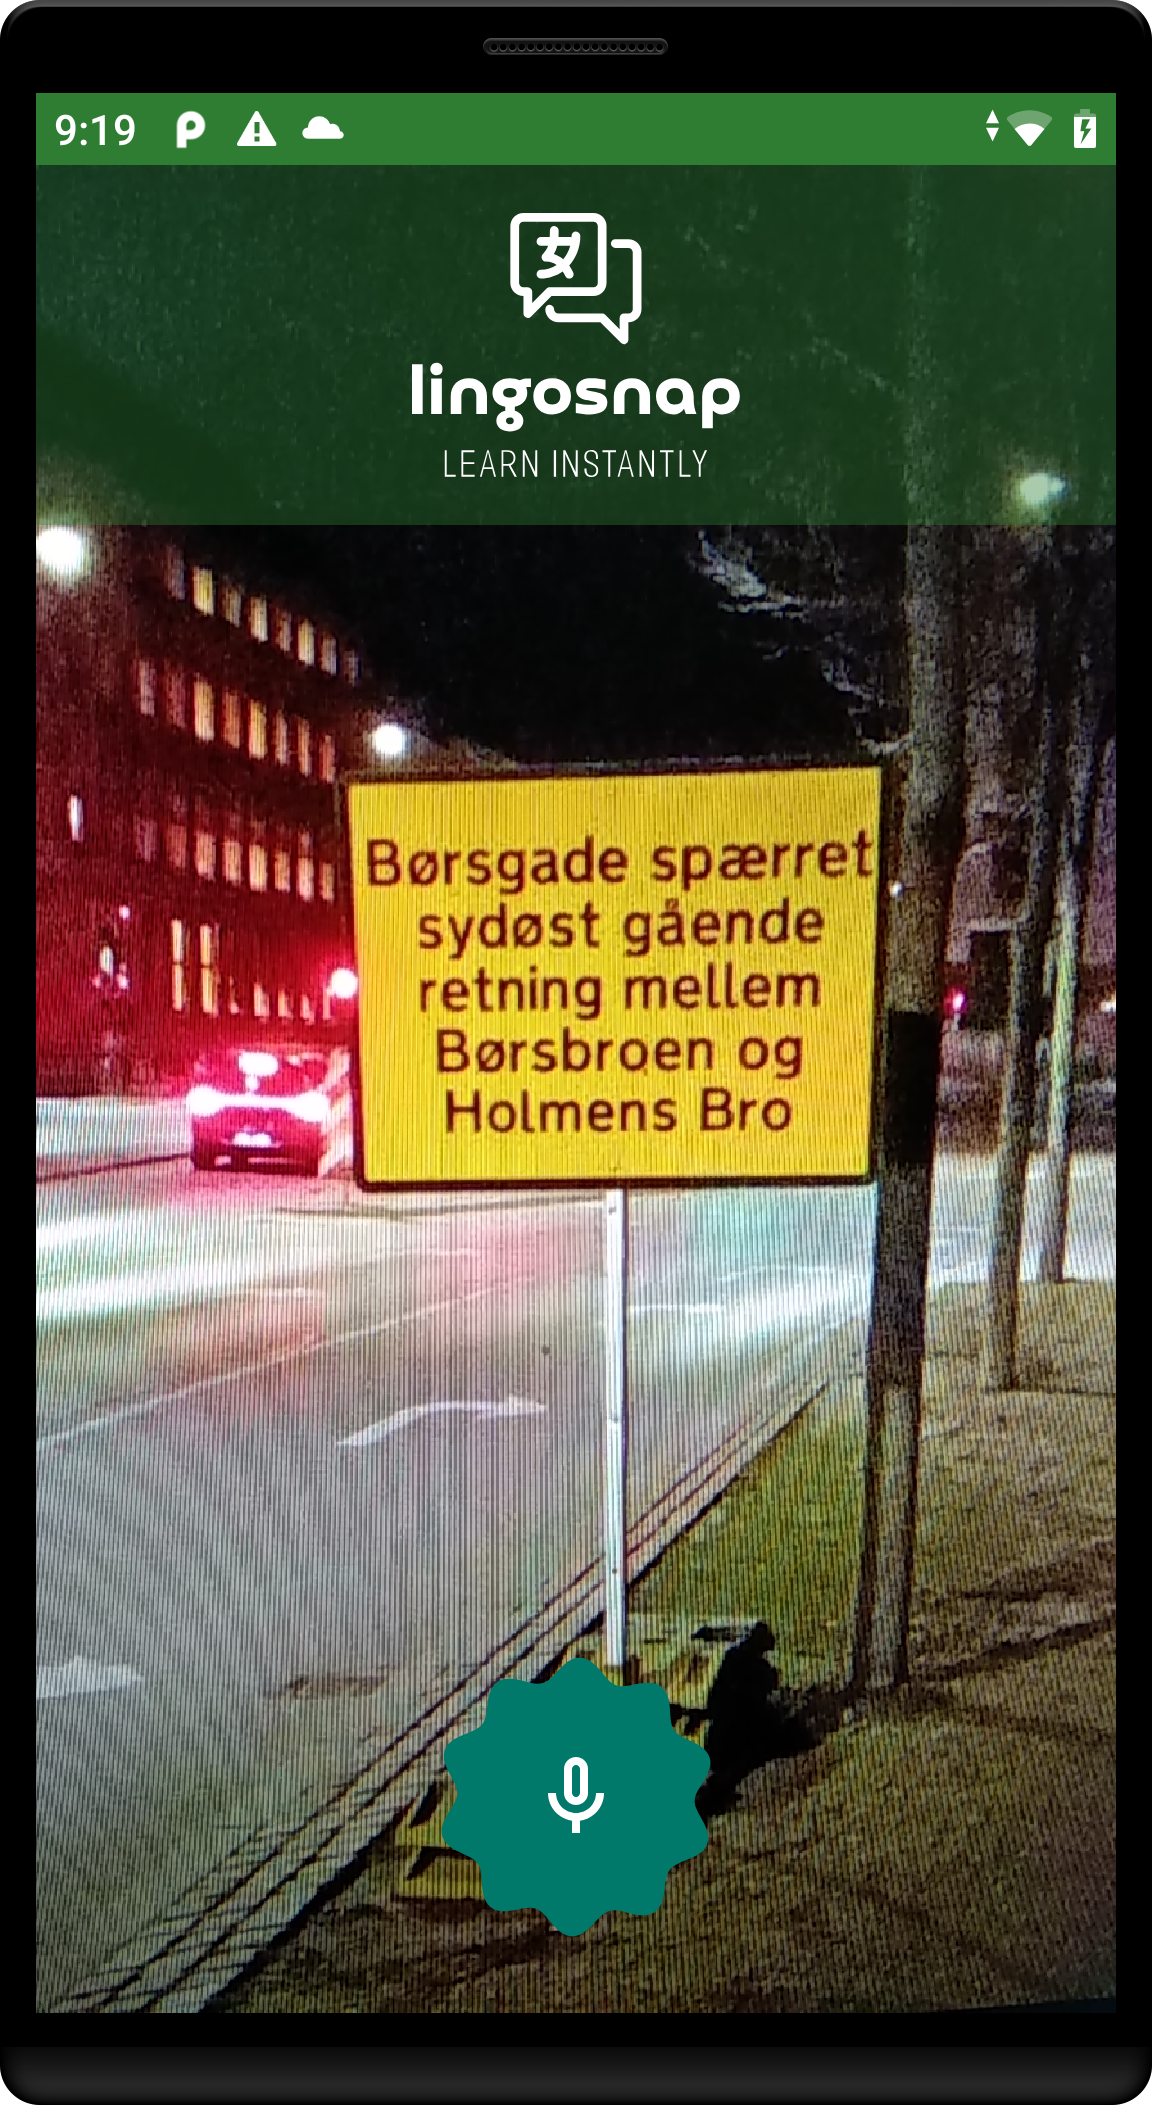 9:19
lingosnap
LEARN INSTANTLY
Børsgade spærret
sydøst gående
retning mellem
Børsbroen og
Holmens Bro